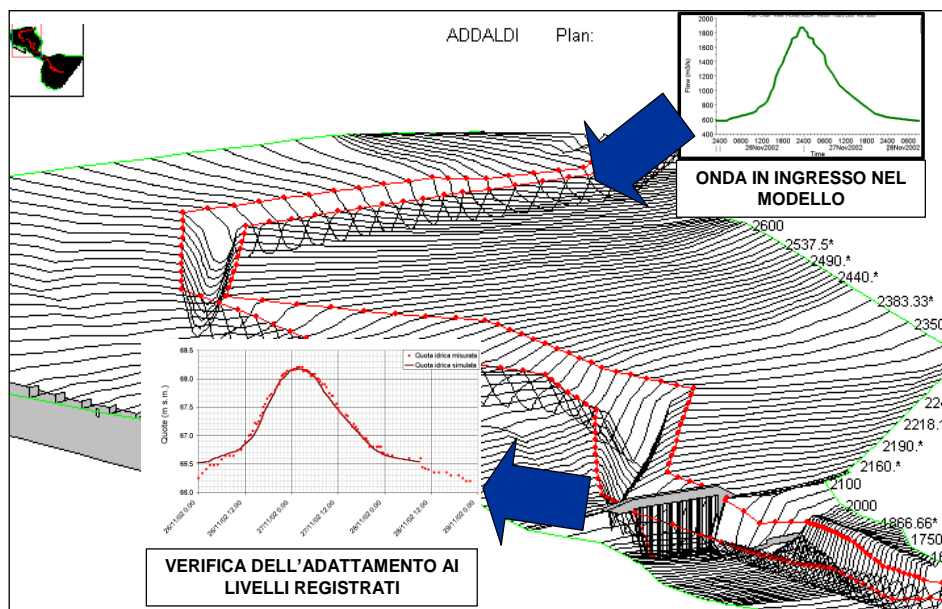 ADDALDI Plan:
2000
1800
1600
1400
1200
1000
800
600
400
Flow (m3/s)
2400 0600 1200 1800 2400 0600 1200 1800 2400 0600
26Nov2002 27Nov2002 28Nov2002
Time
ONDA IN INGRESSO NEL
MODELLO
2600
2537.5*
2490.*
2440.*
2383.33*
2350
2218.1
2190.*
2160.*
2100
2000
1866.66*
1750
68.5
68.0
67.5
67.0
66.5
66.0
Quote (m s.m.)
Quota idrica misurata
Quota idrica simulata
26/11/02 0.00
26/11/02 12.00
27/11/02 0.00
27/11/02 12.00
28/11/02 0.00
28/11/02 12.00
29/11/02 0.00
VERIFICA DELL'ADATTAMENTO AI
LIVELLI REGISTRATI